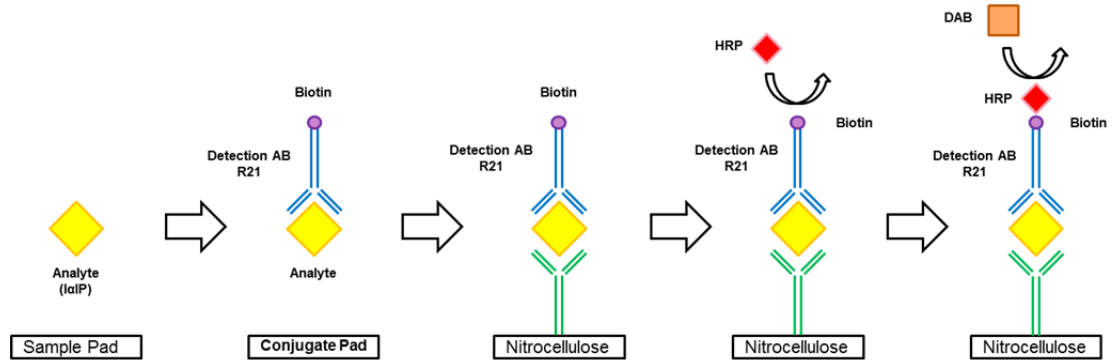 Analyte
(IαIP)
Sample Pad
Biotin
Detection AB
R21
Analyte
Conjugate Pad
Biotin
Detection AB
R21
Nitrocellulose
HRP
Biotin
Detection AB
R21
Nitrocellulose
DAB
HRP
Biotin
Detection AB
R21
Nitrocellulose